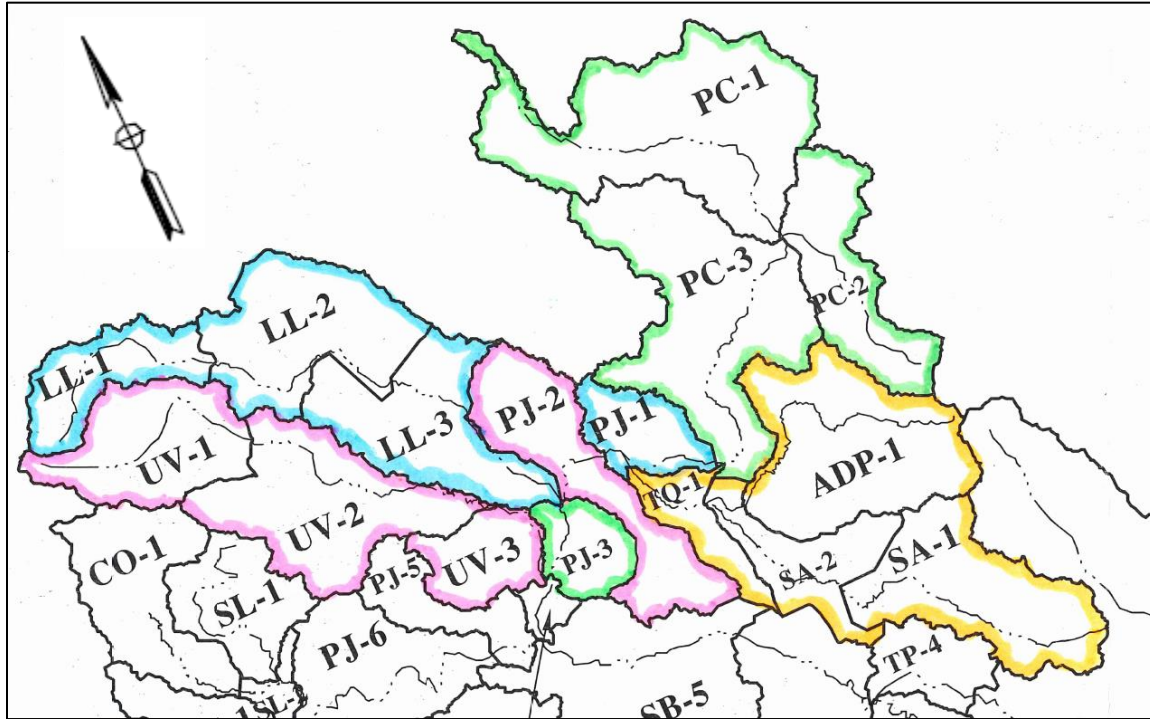 PC-1
PC-3
PC-2
LL-2
LL-1
LL-3
PJ-2
PJ-1
UV-1
TQ-1
ADP-1
UV-2
CO-1
PJ-5
UV-3
PJ-3
SA-2
SA-1
SL-1
PJ-6
TP-4
SB-5